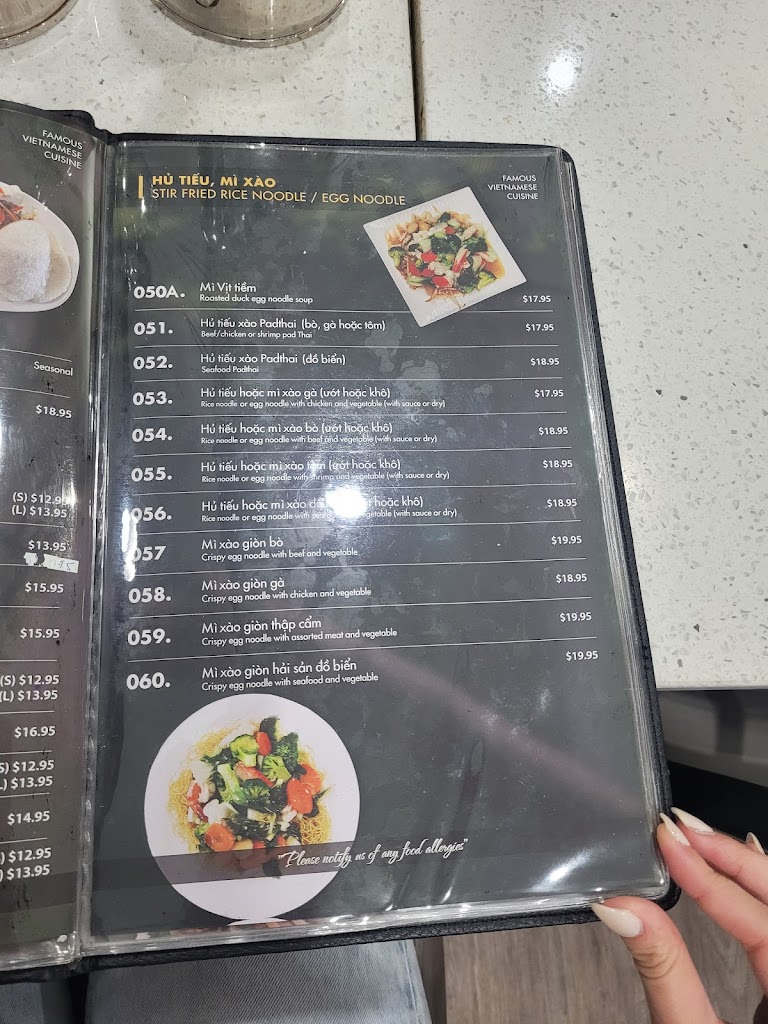 FAMOUS
VIETNAMESE
CUISINE
Seasonal
$18.95
(S) $12.95
(L) $13.95
$13.95
$15.95
$15.95
(S) $12.95
(L) $13.95
$16.95
(S) $12.95
(L) $13.95
$14.95
$12.95
$13.95
HỦ TIẾU, MÌ XÀO
STIR FRIED RICE NOODLE / EGG NOODLE
FAMOUS
VIETNAMESE
CUISINE
050A. Mì Vịt tiềm
Roasted duck egg noodle soup $17.95
051. Hủ tiếu xào Padthai (bò, gà hoặc tôm) $17.95
Beef/chicken or shrimp pad Thai
052. Hủ tiếu xào Padthai (đồ biển) $18.95
Seafood Padthai
053. Hủ tiếu hoặc mì xào gà (ướt hoặc khô) $17.95
Rice noodle or egg noodle with chicken and vegetable (with sauce or dry)
054. Hủ tiếu hoặc mì xào bò (ướt hoặc khô) $18.95
Rice noodle or egg noodle with beef and vegetable (with sauce or dry)
055. Hủ tiếu hoặc mì xào tôm (ướt hoặc khô) $18.95
Rice noodle or egg noodle with shrimp and vegetable (with sauce or dry)
056. Hủ tiếu hoặc mì xào hoặc khô) $18.95
Rice noodle or egg noodle with vegetable (with sauce or dry)
057 Mì xào giòn bò $19.95
Crispy egg noodle with beef and vegetable
058. Mì xào giòn gà $18.95
Crispy egg noodle with chicken and vegetable
059. Mì xào giòn thập cẩm $19.95
Crispy egg noodle with assorted meat and vegetable
060. Mì xào giòn hải sản đồ biển $19.95
Crispy egg noodle with seafood and vegetable
"Please notify us of any food allergies"